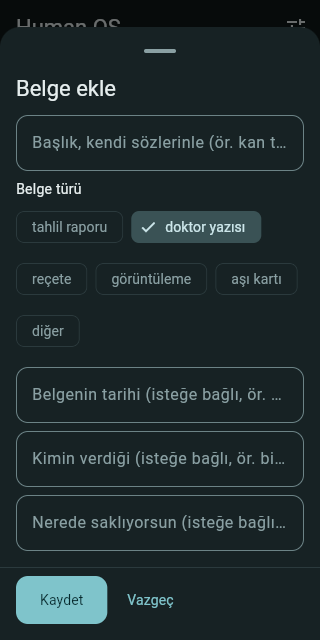 Human OS
Belge ekle
Başlık, kendi sözlerinle (ör. kan t…
Belge türü
tahlil raporu
doktor yazısı
reçete
görüntüleme
aşı kartı
diğer
Belgenin tarihi (isteğe bağlı, ör. …
Kimin verdiği (isteğe bağlı, ör. bi…
Nerede saklıyorsun (isteğe bağlı…
Kaydet
Vazgeç